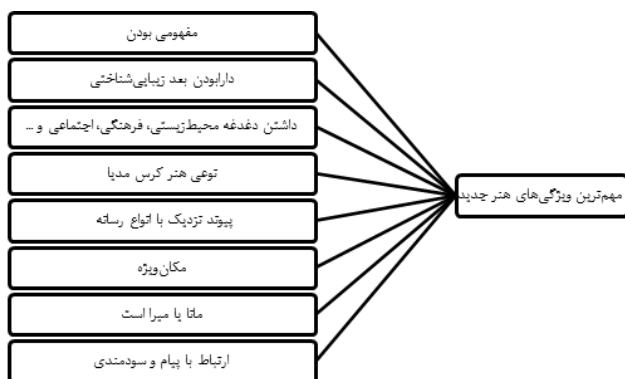 مهم‌ترین ویژگی‌های هنر جدید
مفهومی بودن
دارابودن بعد زیبایی‌شناختی
داشتن دغدغه محیط‌زیستی، فرهنگی، اجتماعی و ...
نوعی هنر کرس مدیا
پیوند نزدیک با انواع رسانه
مکان‌ویژه
مانا یا میرا است
ارتباط با پیام و سودمندی